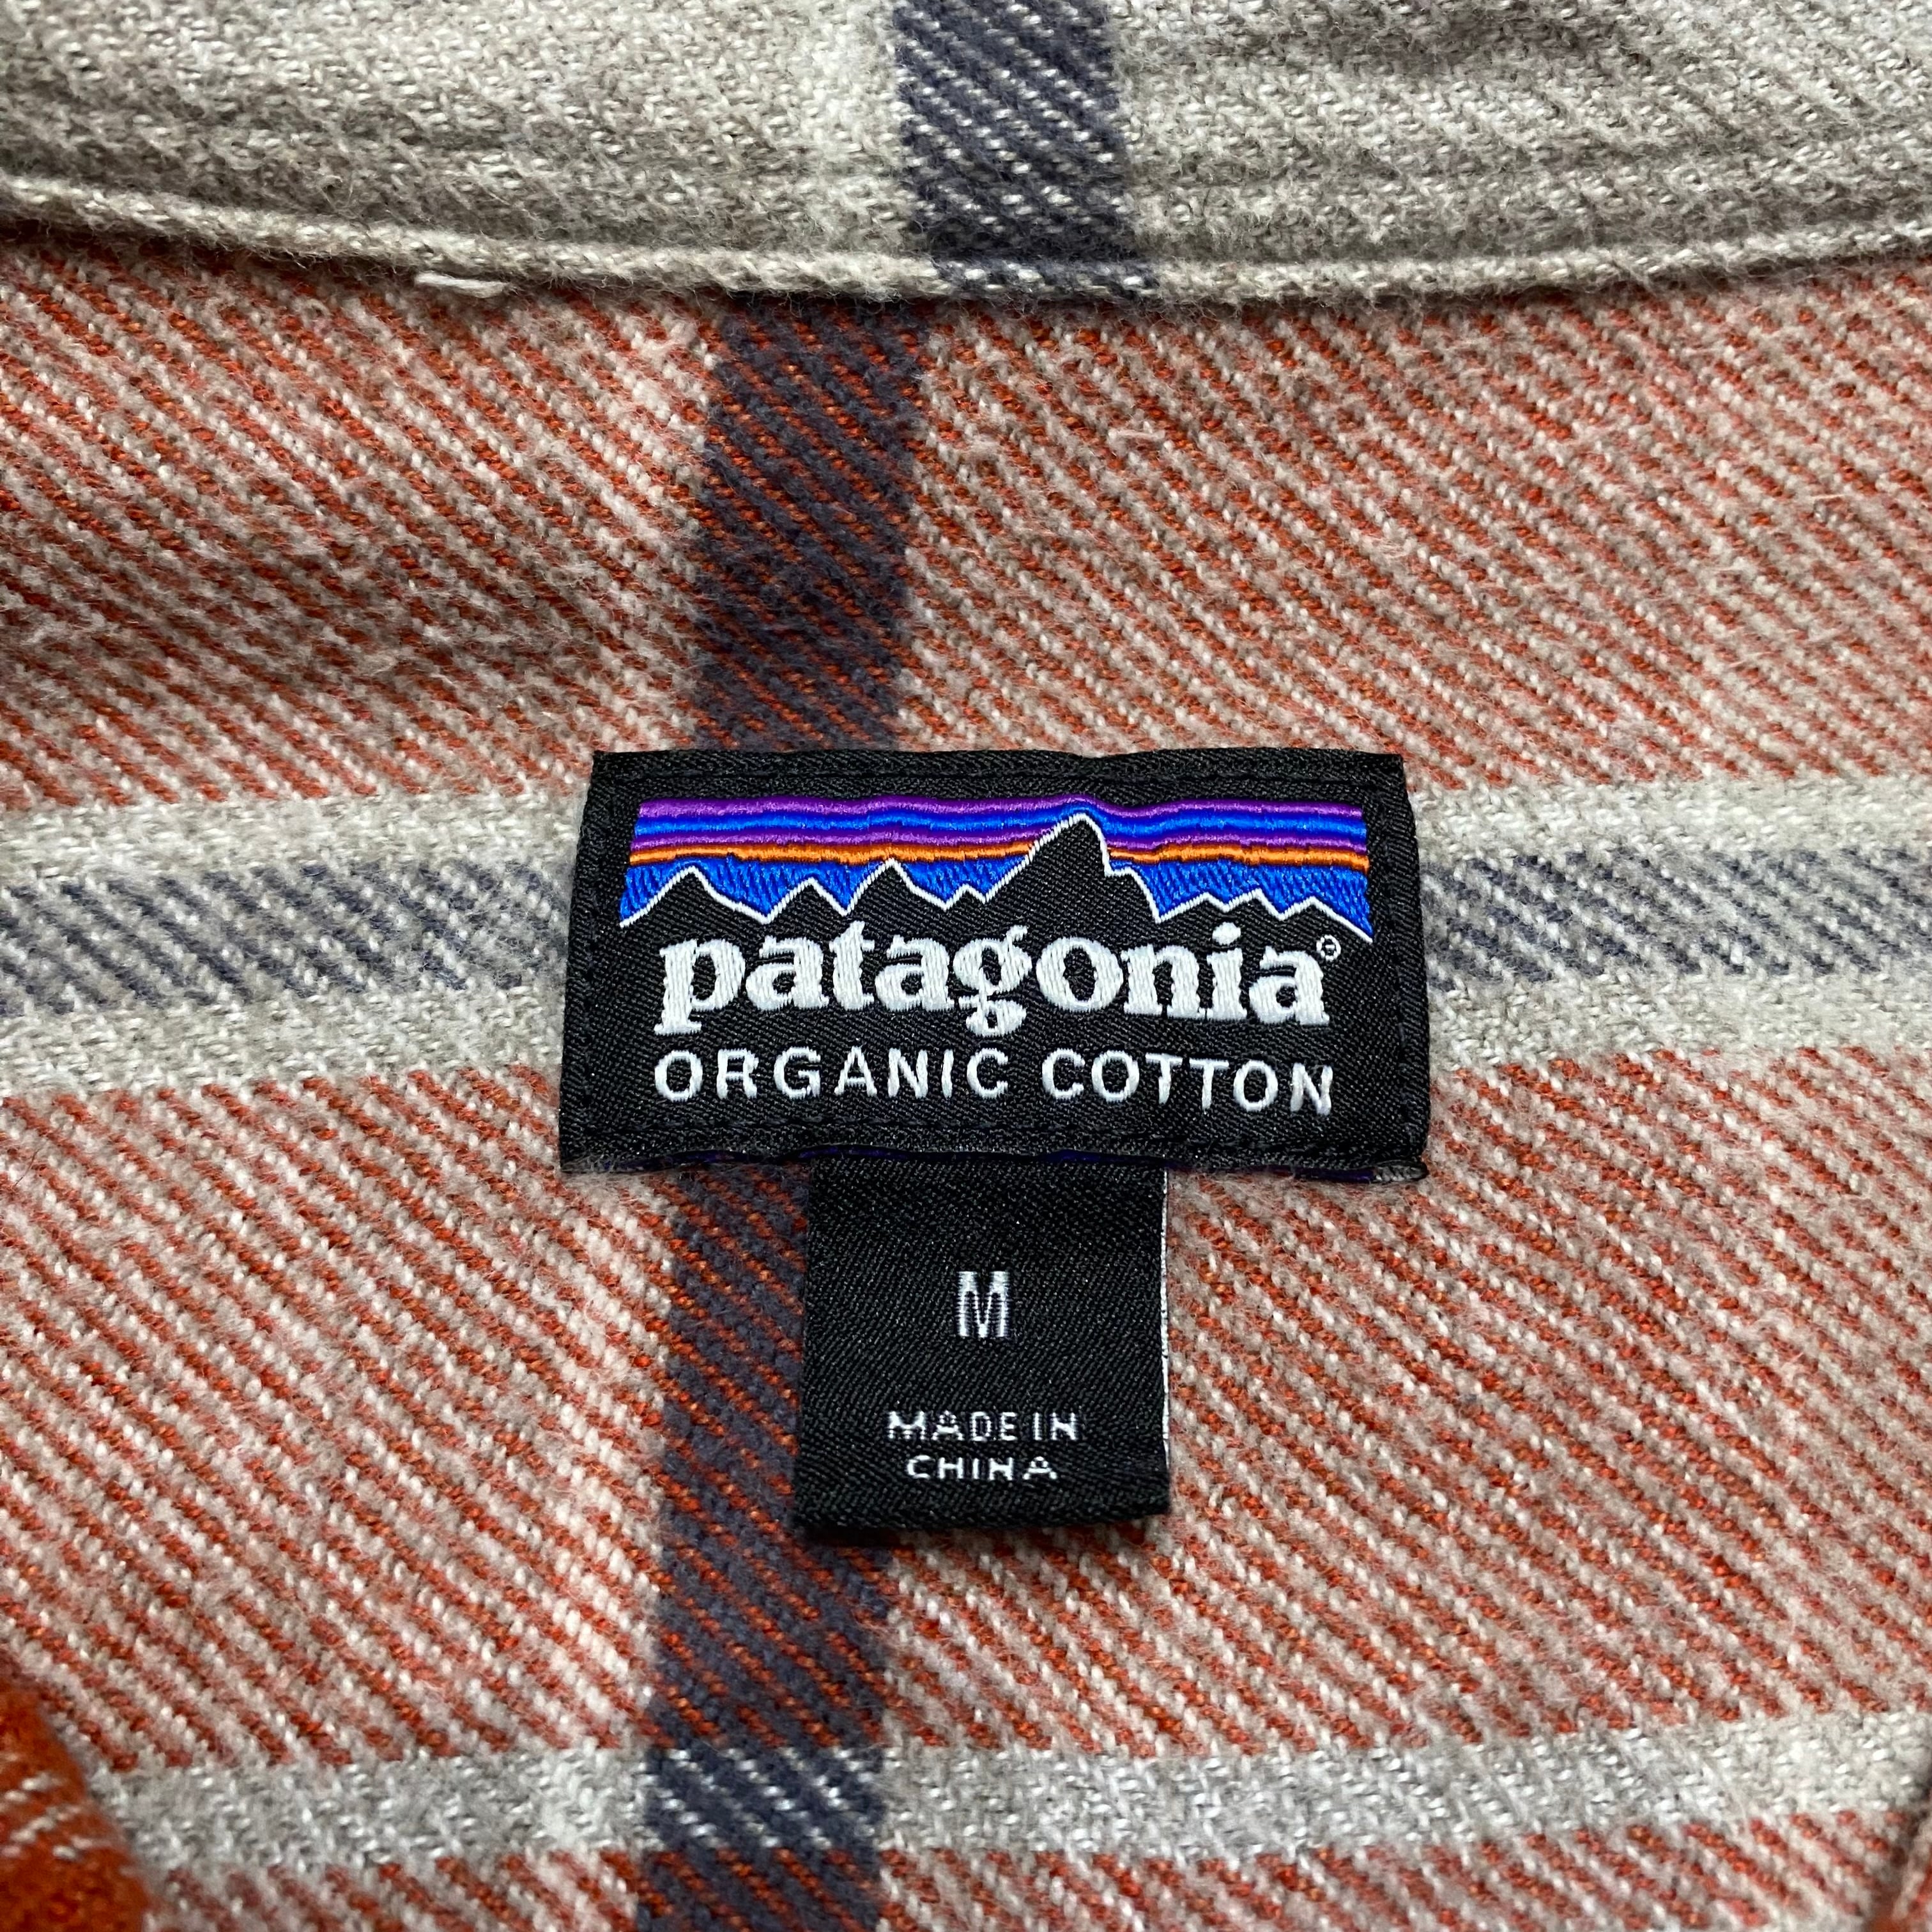 patagonia®
ORGANIC COTTON
M
MADE IN
CHINA